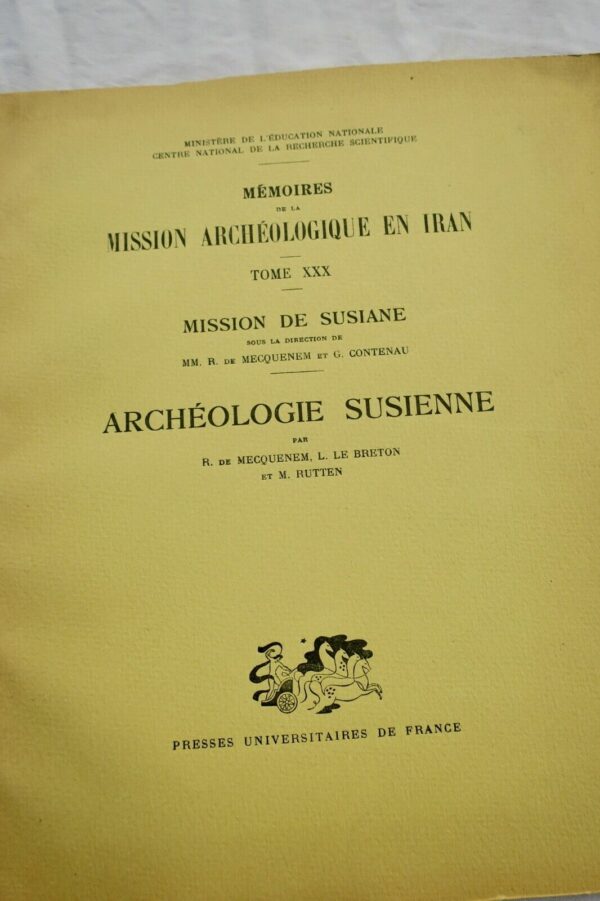 MINISTÈRE DE L'ÉDUCATION NATIONALE
CENTRE NATIONAL DE LA RECHERCHE SCIENTIFIQUE
MÉMOIRES
DE LA
MISSION ARCHÉOLOGIQUE EN IRAN
TOME XXX
MISSION DE SUSIANE
SOUS LA DIRECTION DE
MM. R. DE MECQUENEM ET G. CONTENAU
ARCHÉOLOGIE SUSIENNE
PAR
R. DE MECQUENEM, L. LE BRETON
ET M. RUTTEN
PRESSES UNIVERSITAIRES DE FRANCE